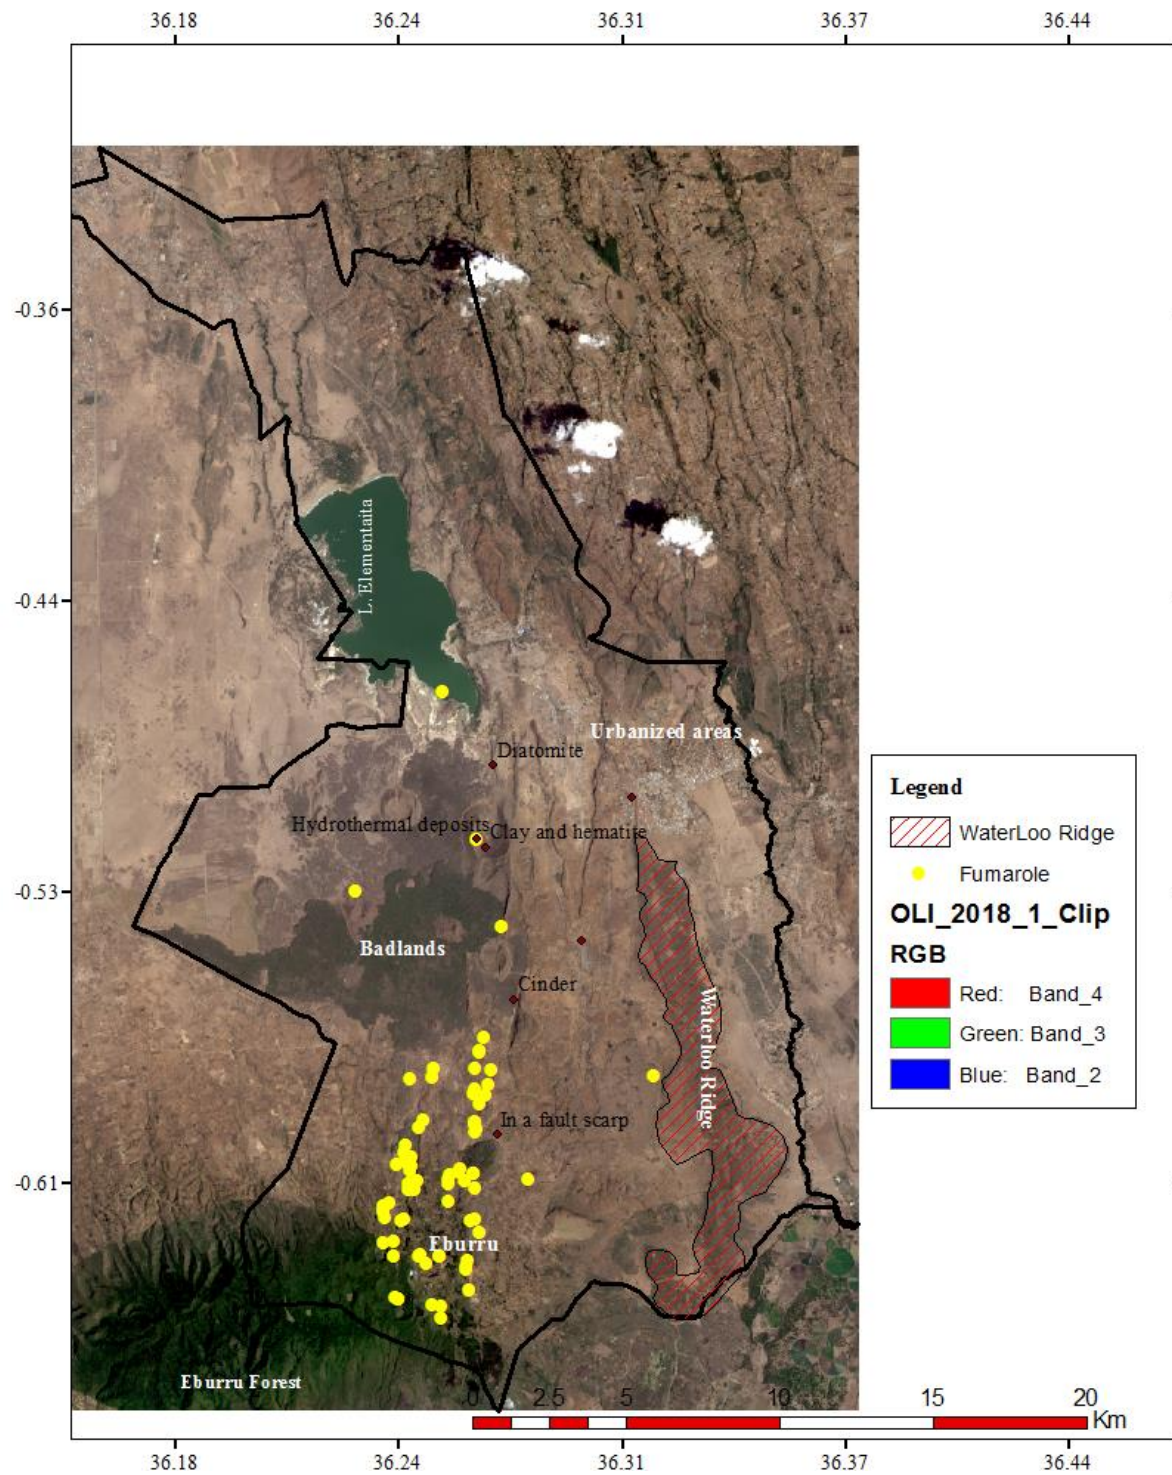 36.18 36.24 36.31 36.37 36.44
-0.36
L. Elementaita
-0.44
Urbanized areas
Diatomite
Hydrothermal deposits Clay and hematite
-0.53
Badlands
Cinder
Waterloo Ridge
In a fault scarp
-0.61
Eburru
Eburru Forest
Legend
WaterLoo Ridge
Fumarole
OLI_2018_1_Clip
RGB
Red: Band_4
Green: Band_3
Blue: Band_2
0 2.5 5 10 15 20
Km
36.18 36.24 36.31 36.37 36.44